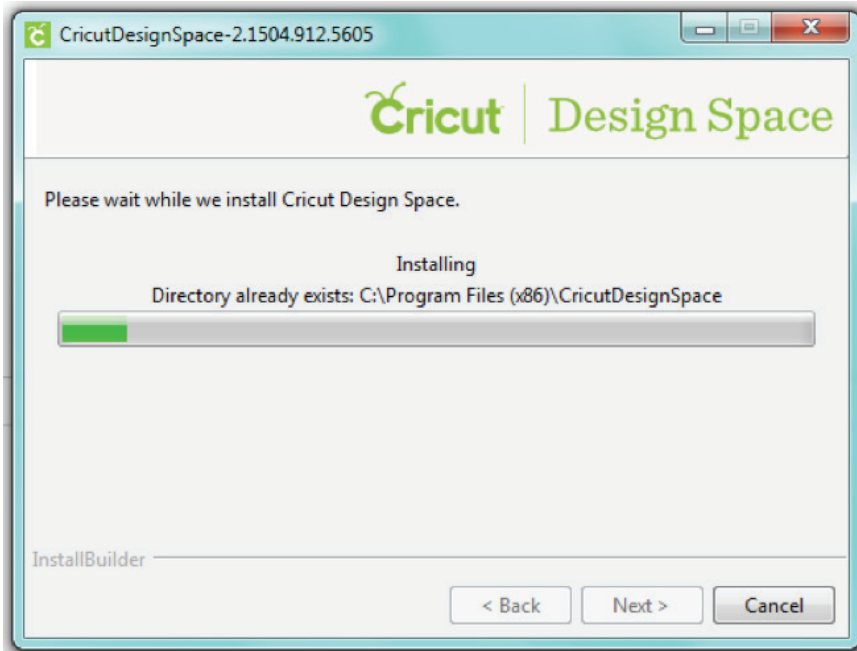 CricutDesignSpace-2.1504.912.5605
Cricut | Design Space
Please wait while we install Cricut Design Space.
Installing
Directory already exists: C:\Program Files (x86)\CricutDesignSpace
InstallBuilder
< Back Next > Cancel